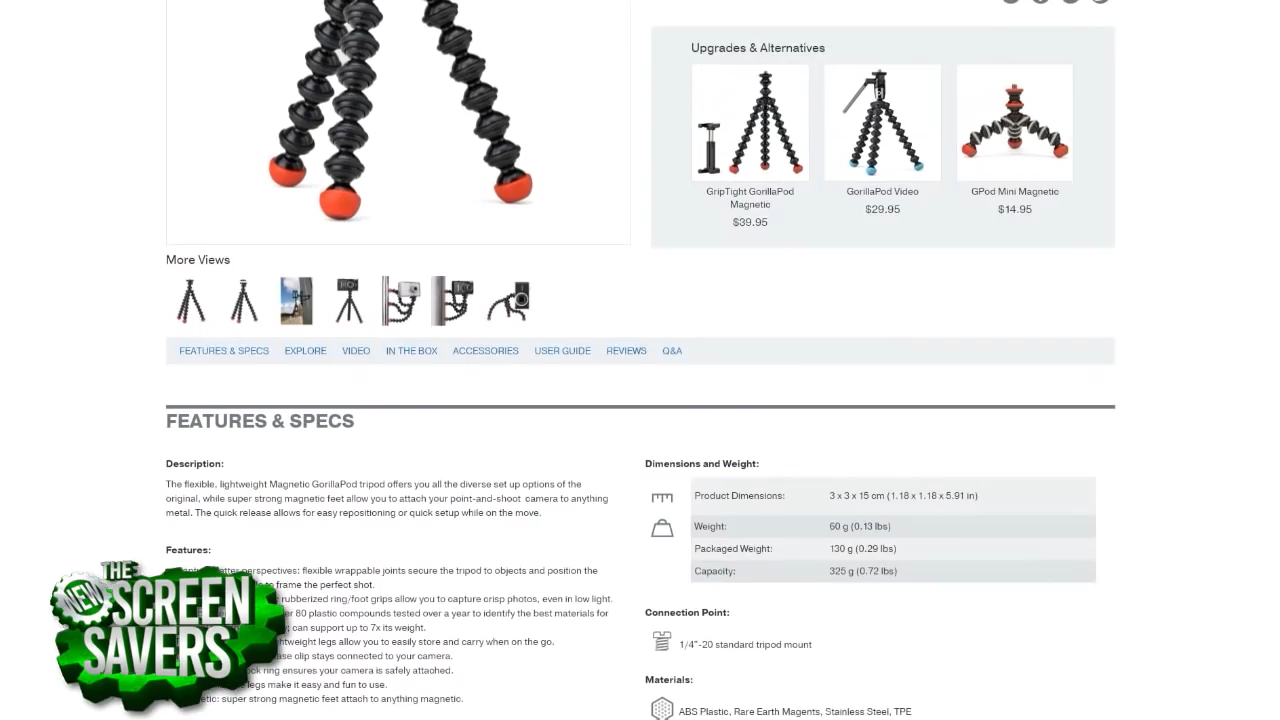 Upgrades & Alternatives
GripTight GorillaPod
Magnetic
$39.95
GorillaPod Video
$29.95
GPod Mini Magnetic
$14.95
More Views
FEATURES & SPECS EXPLORE VIDEO IN THE BOX ACCESSORIES USER GUIDE REVIEWS Q&A
FEATURES & SPECS
Description:
The flexible, lightweight Magnetic GorillaPod tripod offers you all the diverse set up options of the
original, while super strong magnetic feet allow you to attach your point-and-shoot camera to anything
metal. The quick release allows for easy repositioning or quick setup while on the move.
Features:
perspectives: flexible wrappable joints secure the tripod to objects and position the
to frame the perfect shot.
rubberized ring/foot grips allow you to capture crisp photos, even in low light.
80 plastic compounds tested over a year to identify the best materials for
can support up to 7x its weight.
legs allow you to easily store and carry when on the go.
clip stays connected to your camera.
ring ensures your camera is safely attached.
legs make it easy and fun to use.
super strong magnetic feet attach to anything magnetic.
Dimensions and Weight:
Product Dimensions: 3 x 3 x 15 cm (1.18 x 1.18 x 5.91 in)
Weight: 60 g (0.13 lbs)
Packaged Weight: 130 g (0.29 lbs)
Capacity: 325 g (0.72 lbs)
Connection Point:
1/4"-20 standard tripod mount
Materials:
ABS Plastic, Rare Earth Magents, Stainless Steel, TPE
THE
NEW SCREEN
SAVERS